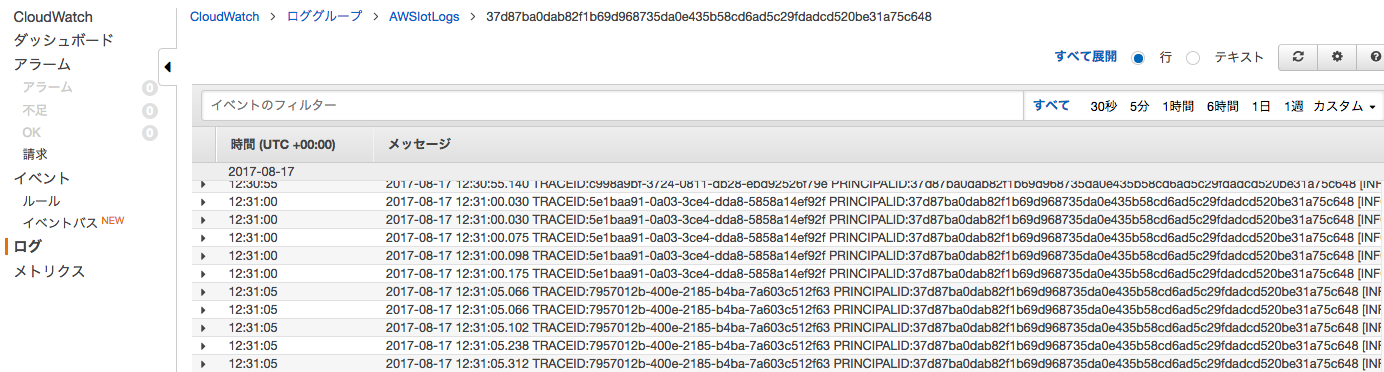 CloudWatch
ダッシュボード
アラーム
アラーム 0
不足 0
OK 0
請求
イベント
ルール
イベントバス NEW
ログ
メトリクス
CloudWatch > ロググループ > AWSIotLogs > 37d87ba0dab82f1b69d968735da0e435b58cd6ad5c29fdadcd520be31a75c648
すべて展開 行 テキスト
イベントのフィルター すべて 30秒 5分 1時間 6時間 1日 1週 カスタム
時間 (UTC +00:00) メッセージ
2017-08-17
12:30:55 2017-08-17 12:30:55.140 TRACEID:c998a9bf-3724-0811-db28-ebd92526f79e PRINCIPALID:37d87ba0dab82f1b69d968735da0e435b58cd6ad5c29fdadcd520be31a75c648 [INF
12:31:00 2017-08-17 12:31:00.030 TRACEID:5e1baa91-0a03-3ce4-dda8-5858a14ef92f PRINCIPALID:37d87ba0dab82f1b69d968735da0e435b58cd6ad5c29fdadcd520be31a75c648 [INF
12:31:00 2017-08-17 12:31:00.030 TRACEID:5e1baa91-0a03-3ce4-dda8-5858a14ef92f PRINCIPALID:37d87ba0dab82f1b69d968735da0e435b58cd6ad5c29fdadcd520be31a75c648 [INF
12:31:00 2017-08-17 12:31:00.075 TRACEID:5e1baa91-0a03-3ce4-dda8-5858a14ef92f PRINCIPALID:37d87ba0dab82f1b69d968735da0e435b58cd6ad5c29fdadcd520be31a75c648 [INF
12:31:00 2017-08-17 12:31:00.098 TRACEID:5e1baa91-0a03-3ce4-dda8-5858a14ef92f PRINCIPALID:37d87ba0dab82f1b69d968735da0e435b58cd6ad5c29fdadcd520be31a75c648 [INF
12:31:00 2017-08-17 12:31:00.175 TRACEID:5e1baa91-0a03-3ce4-dda8-5858a14ef92f PRINCIPALID:37d87ba0dab82f1b69d968735da0e435b58cd6ad5c29fdadcd520be31a75c648 [INF
12:31:05 2017-08-17 12:31:05.066 TRACEID:7957012b-400e-2185-b4ba-7a603c512f63 PRINCIPALID:37d87ba0dab82f1b69d968735da0e435b58cd6ad5c29fdadcd520be31a75c648 [INF
12:31:05 2017-08-17 12:31:05.066 TRACEID:7957012b-400e-2185-b4ba-7a603c512f63 PRINCIPALID:37d87ba0dab82f1b69d968735da0e435b58cd6ad5c29fdadcd520be31a75c648 [INF
12:31:05 2017-08-17 12:31:05.102 TRACEID:7957012b-400e-2185-b4ba-7a603c512f63 PRINCIPALID:37d87ba0dab82f1b69d968735da0e435b58cd6ad5c29fdadcd520be31a75c648 [INF
12:31:05 2017-08-17 12:31:05.238 TRACEID:7957012b-400e-2185-b4ba-7a603c512f63 PRINCIPALID:37d87ba0dab82f1b69d968735da0e435b58cd6ad5c29fdadcd520be31a75c648 [INF
12:31:05 2017-08-17 12:31:05.312 TRACEID:7957012b-400e-2185-b4ba-7a603c512f63 PRINCIPALID:37d87ba0dab82f1b69d968735da0e435b58cd6ad5c29fdadcd520be31a75c648 [INF